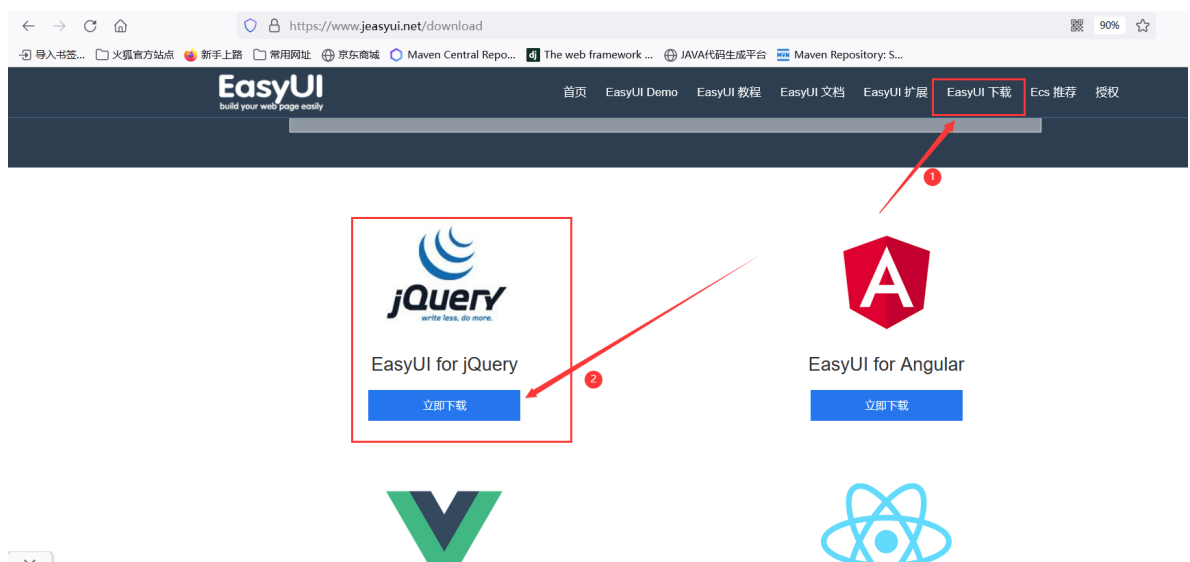 https://www.jeasyui.net/download
90%
导入书签... 火狐官方站点 新手上路 常用网址 京东商城 Maven Central Repo... dj The web framework ... JAVA代码生成平台 MVN Maven Repository: S...
EasyUI
build your web page easily
首页 EasyUI Demo EasyUI 教程 EasyUI 文档 EasyUI 扩展 EasyUI 下载 Ecs 推荐 授权
1
jQuery
write less, do more.
A
EasyUI for jQuery
EasyUI for Angular
2
立即下载
立即下载